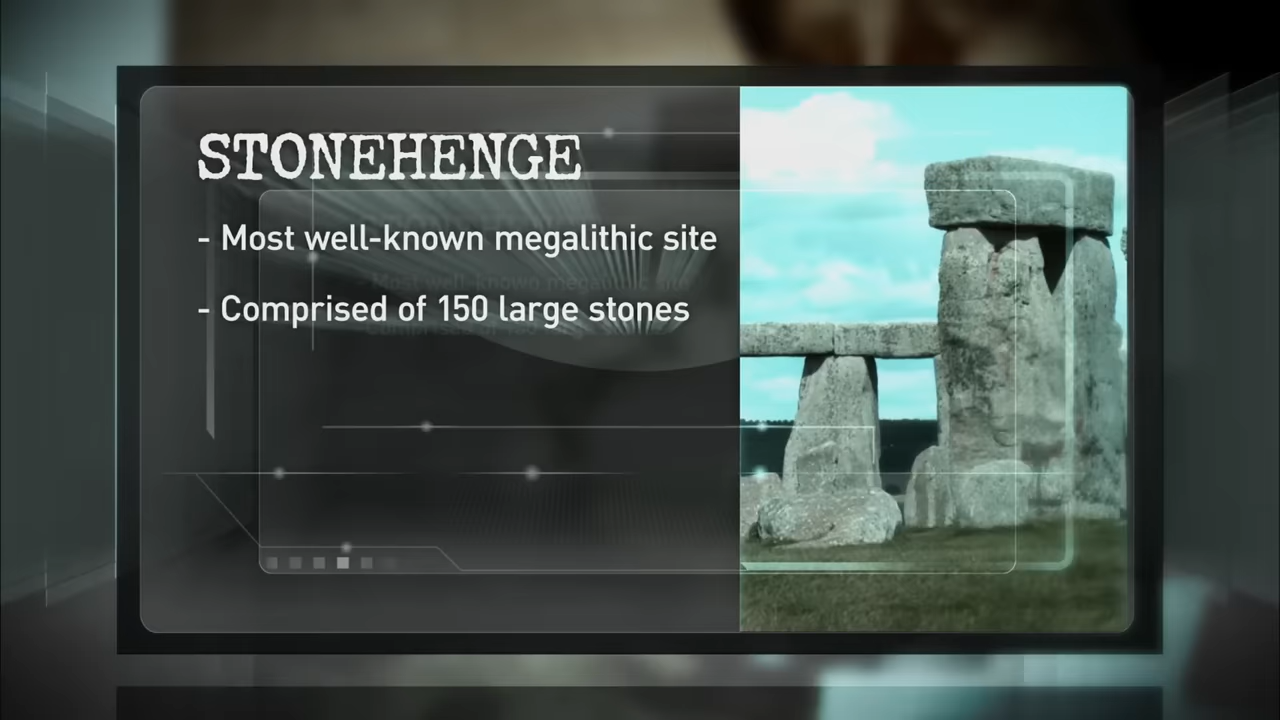 STONEHENGE
- Most well-known megalithic site
- Comprised of 150 large stones